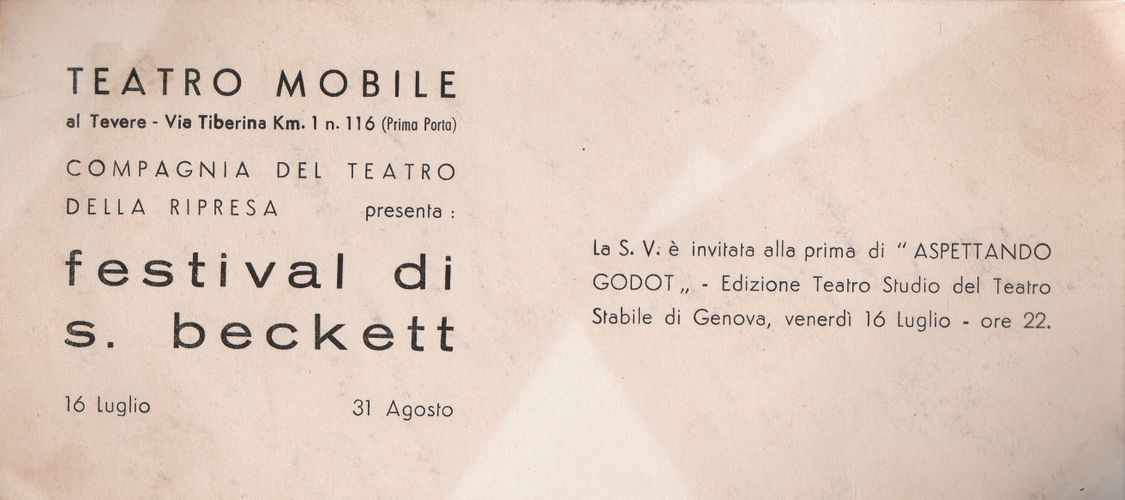 TEATRO MOBILE
al Tevere - Via Tiberina Km. 1 n. 116 (Prima Porta)
COMPAGNIA DEL TEATRO
DELLA RIPRESA presenta :
festival di
s. beckett
16 Luglio 31 Agosto
La S. V. è invitata alla prima di “ ASPETTANDO
GODOT „ - Edizione Teatro Studio del Teatro
Stabile di Genova, venerdì 16 Luglio - ore 22.